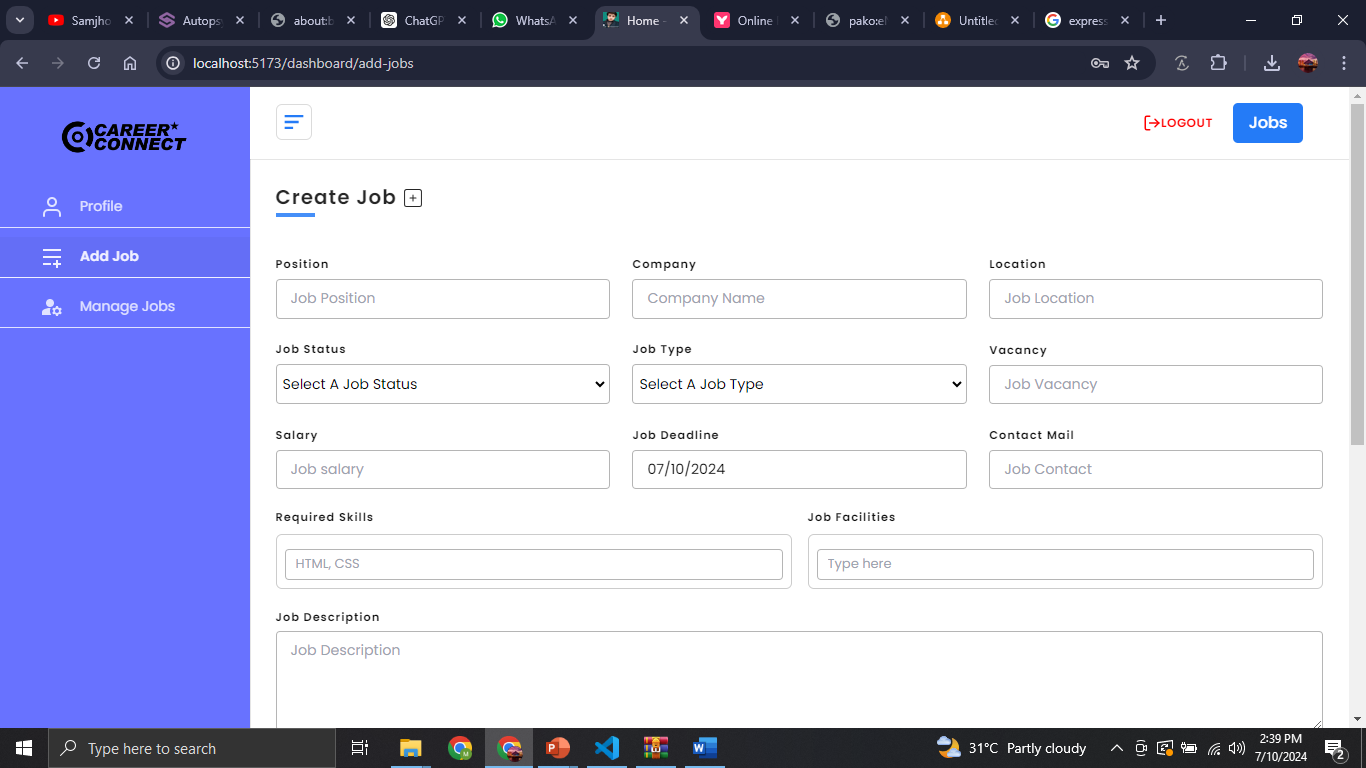 Samjho
Autops
about:b
ChatGP
WhatsA
Home -
Online
pako:eN
Untitled
express
localhost:5173/dashboard/add-jobs
CAREER
CONNECT
LOGOUT
Jobs
Profile
Add Job
Manage Jobs
Create Job
Position
Company
Location
Job Position
Company Name
Job Location
Job Status
Job Type
Vacancy
Select A Job Status
Select A Job Type
Job Vacancy
Salary
Job Deadline
Contact Mail
Job salary
07/10/2024
Job Contact
Required Skills
Job Facilities
HTML, CSS
Type here
Job Description
Job Description
Type here to search
31°C Partly cloudy
2:39 PM
7/10/2024
2